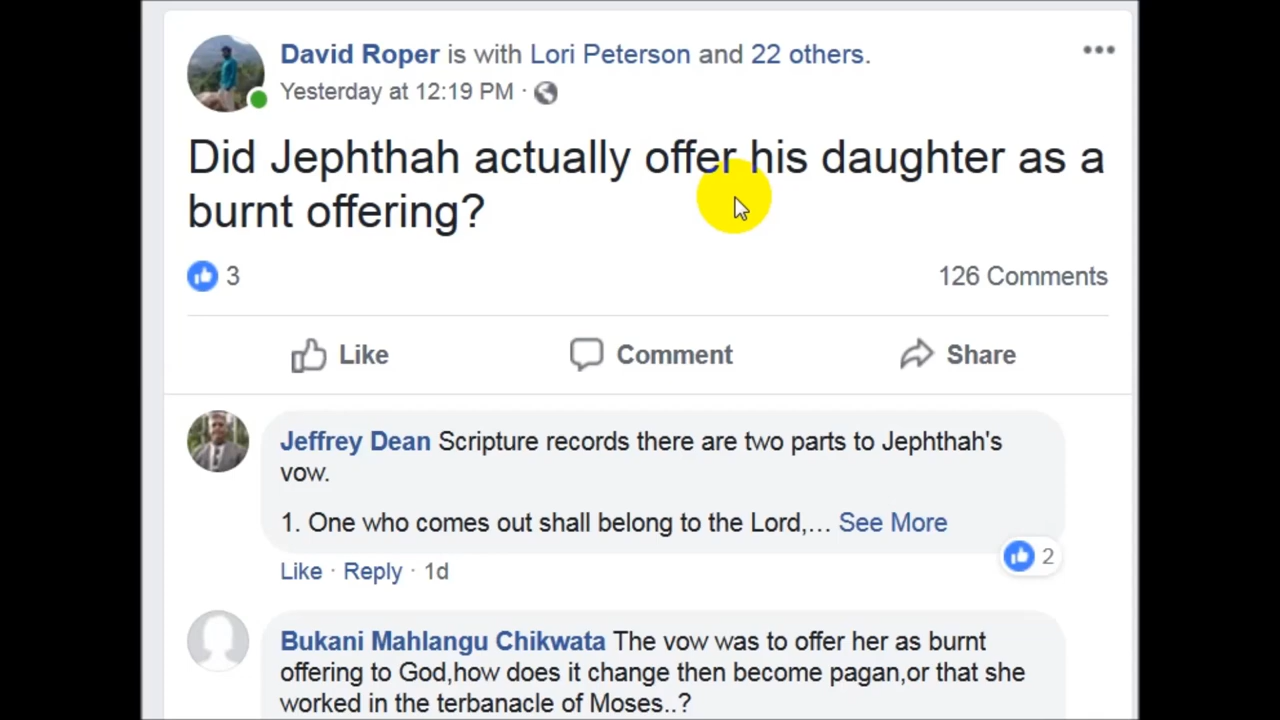 David Roper is with Lori Peterson and 22 others.
Yesterday at 12:19 PM ·
Did Jephthah actually offer his daughter as a
burnt offering?
3
126 Comments
Like
Comment
Share
Jeffrey Dean Scripture records there are two parts to Jephthah's
vow.
1. One who comes out shall belong to the Lord,... See More
2
Like · Reply · 1d
Bukani Mahlangu Chikwata The vow was to offer her as burnt
offering to God,how does it change then become pagan,or that she
worked in the terbanacle of Moses..?